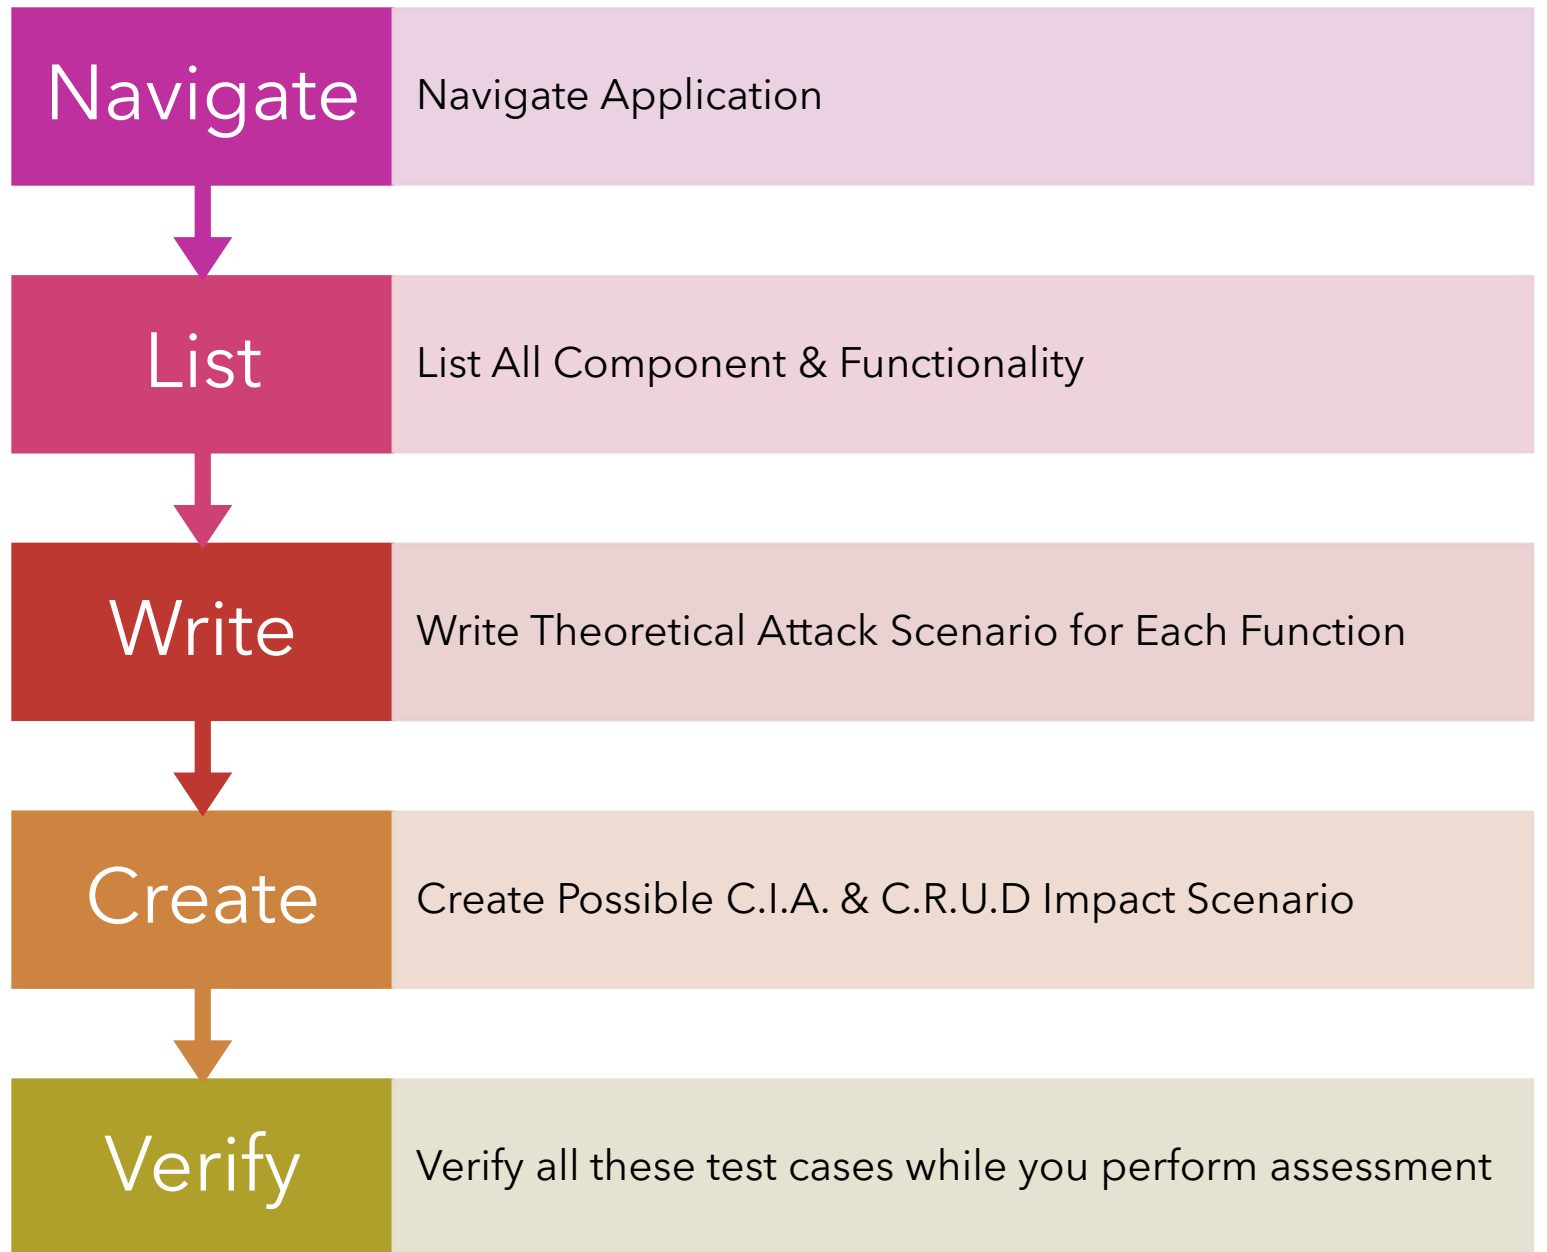 Navigate
Navigate Application
List
List All Component & Functionality
Write
Write Theoretical Attack Scenario for Each Function
Create
Create Possible C.I.A. & C.R.U.D Impact Scenario
Verify
Verify all these test cases while you perform assessment